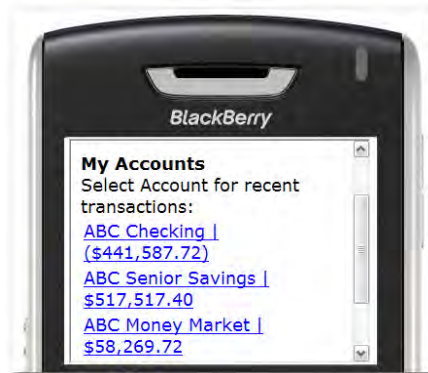 BlackBerry
My Accounts
Select Account for recent
transactions:
ABC Checking |
($441,587.72)
ABC Senior Savings |
$517,517.40
ABC Money Market |
$58,269.72